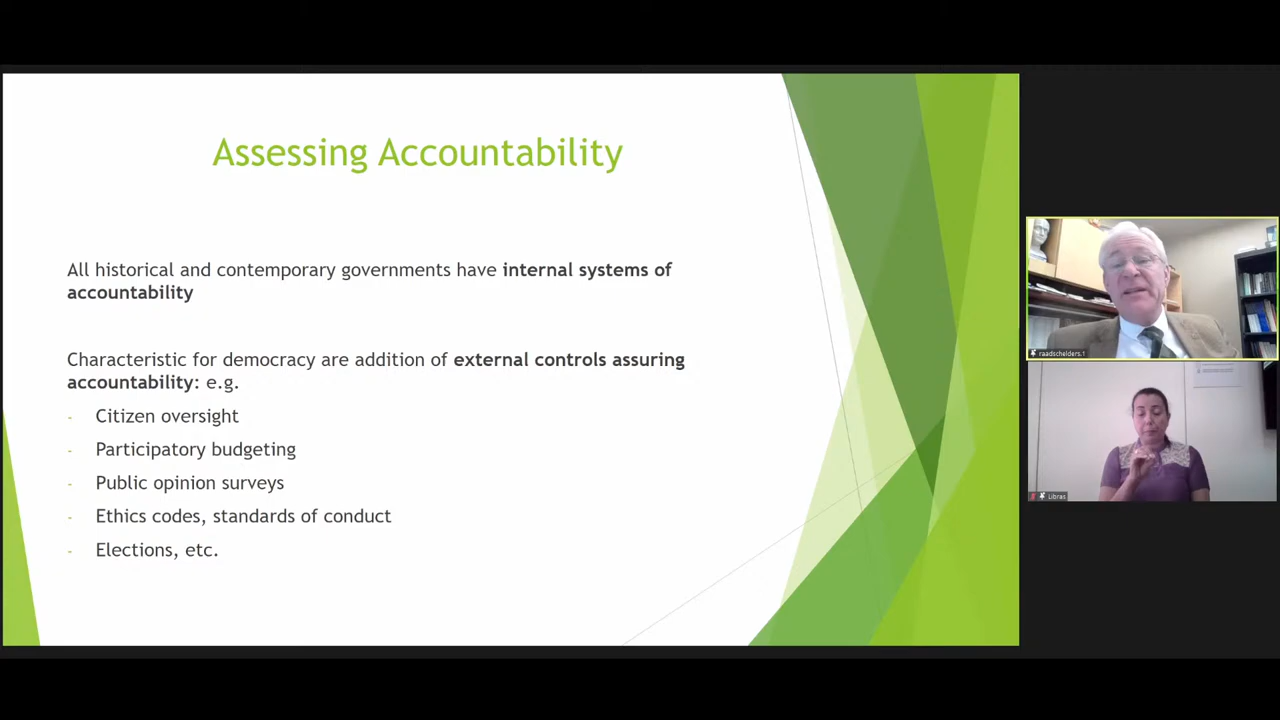 Assessing Accountability
All historical and contemporary governments have internal systems of
accountability
Characteristic for democracy are addition of external controls assuring
accountability: e.g.
- Citizen oversight
- Participatory budgeting
- Public opinion surveys
- Ethics codes, standards of conduct
- Elections, etc.
raadschelders.1
Libras